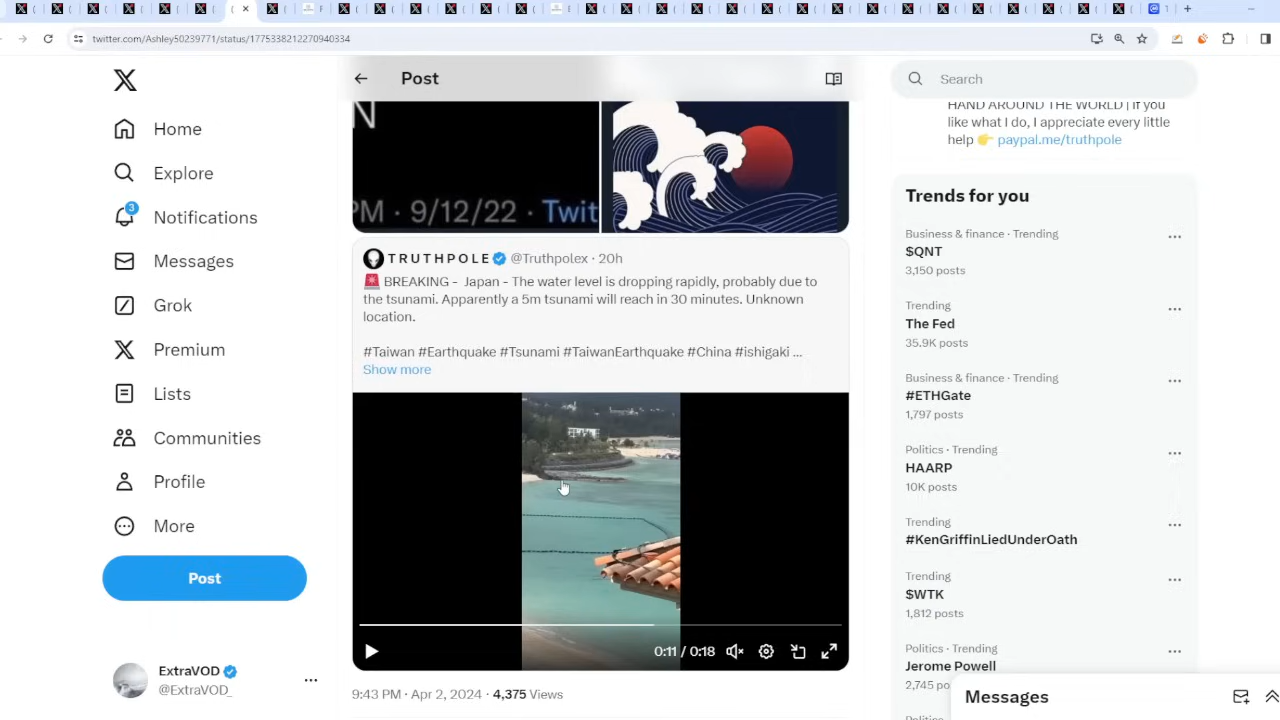 twitter.com/Ashley50239771/status/1775338212270940334
Home
Explore
3
Notifications
Messages
Grok
Premium
Lists
Communities
Profile
More
Post
ExtraVOD
@ExtraVOD_
Post
N
PM · 9/12/22 · Twit
T R U T H P O L E @Truthpolex · 20h
🚨 BREAKING - Japan - The water level is dropping rapidly, probably due to
the tsunami. Apparently a 5m tsunami will reach in 30 minutes. Unknown
location.
#Taiwan #Earthquake #Tsunami #TaiwanEarthquake #China #ishigaki ...
Show more
0:11 / 0:18
9:43 PM · Apr 2, 2024 · 4,375 Views
Search
HAND AROUND THE WORLD | If you
like what I do, I appreciate every little
help 👉 paypal.me/truthpole
Trends for you
Business & finance · Trending
$QNT
3,150 posts
Trending
The Fed
35.9K posts
Business & finance · Trending
#ETHGate
1,797 posts
Politics · Trending
HAARP
10K posts
Trending
#KenGriffinLiedUnderOath
Trending
$WTK
1,812 posts
Politics · Trending
Jerome Powell
2,745 po
Politics · Trending
Messages